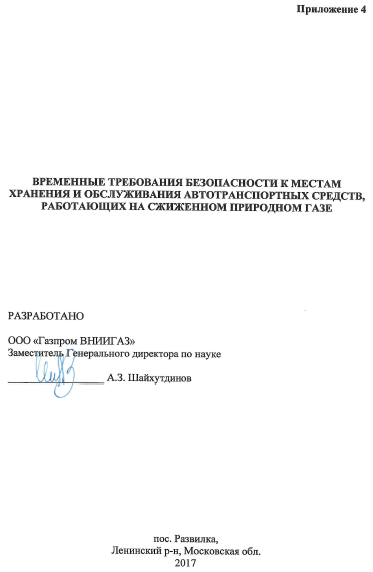 Приложение 4
ВРЕМЕННЫЕ ТРЕБОВАНИЯ БЕЗОПАСНОСТИ К МЕСТАМ
ХРАНЕНИЯ И ОБСЛУЖИВАНИЯ АВТОТРАНСПОРТНЫХ СРЕДСТВ,
РАБОТАЮЩИХ НА СЖИЖЕННОМ ПРИРОДНОМ ГАЗЕ
РАЗРАБОТАНО
ООО «Газпром ВНИИГАЗ»
Заместитель Генерального директора по науке
А.З. Шайхутдинов
пос. Развилка,
Ленинский р-н, Московская обл.
2017